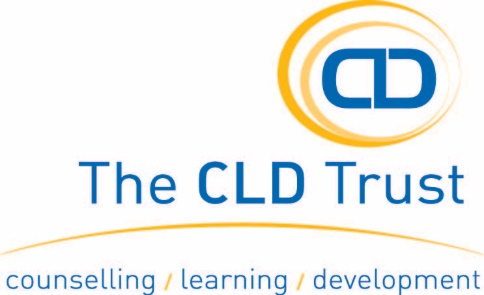 CLD
The CLD Trust
counselling / learning / development